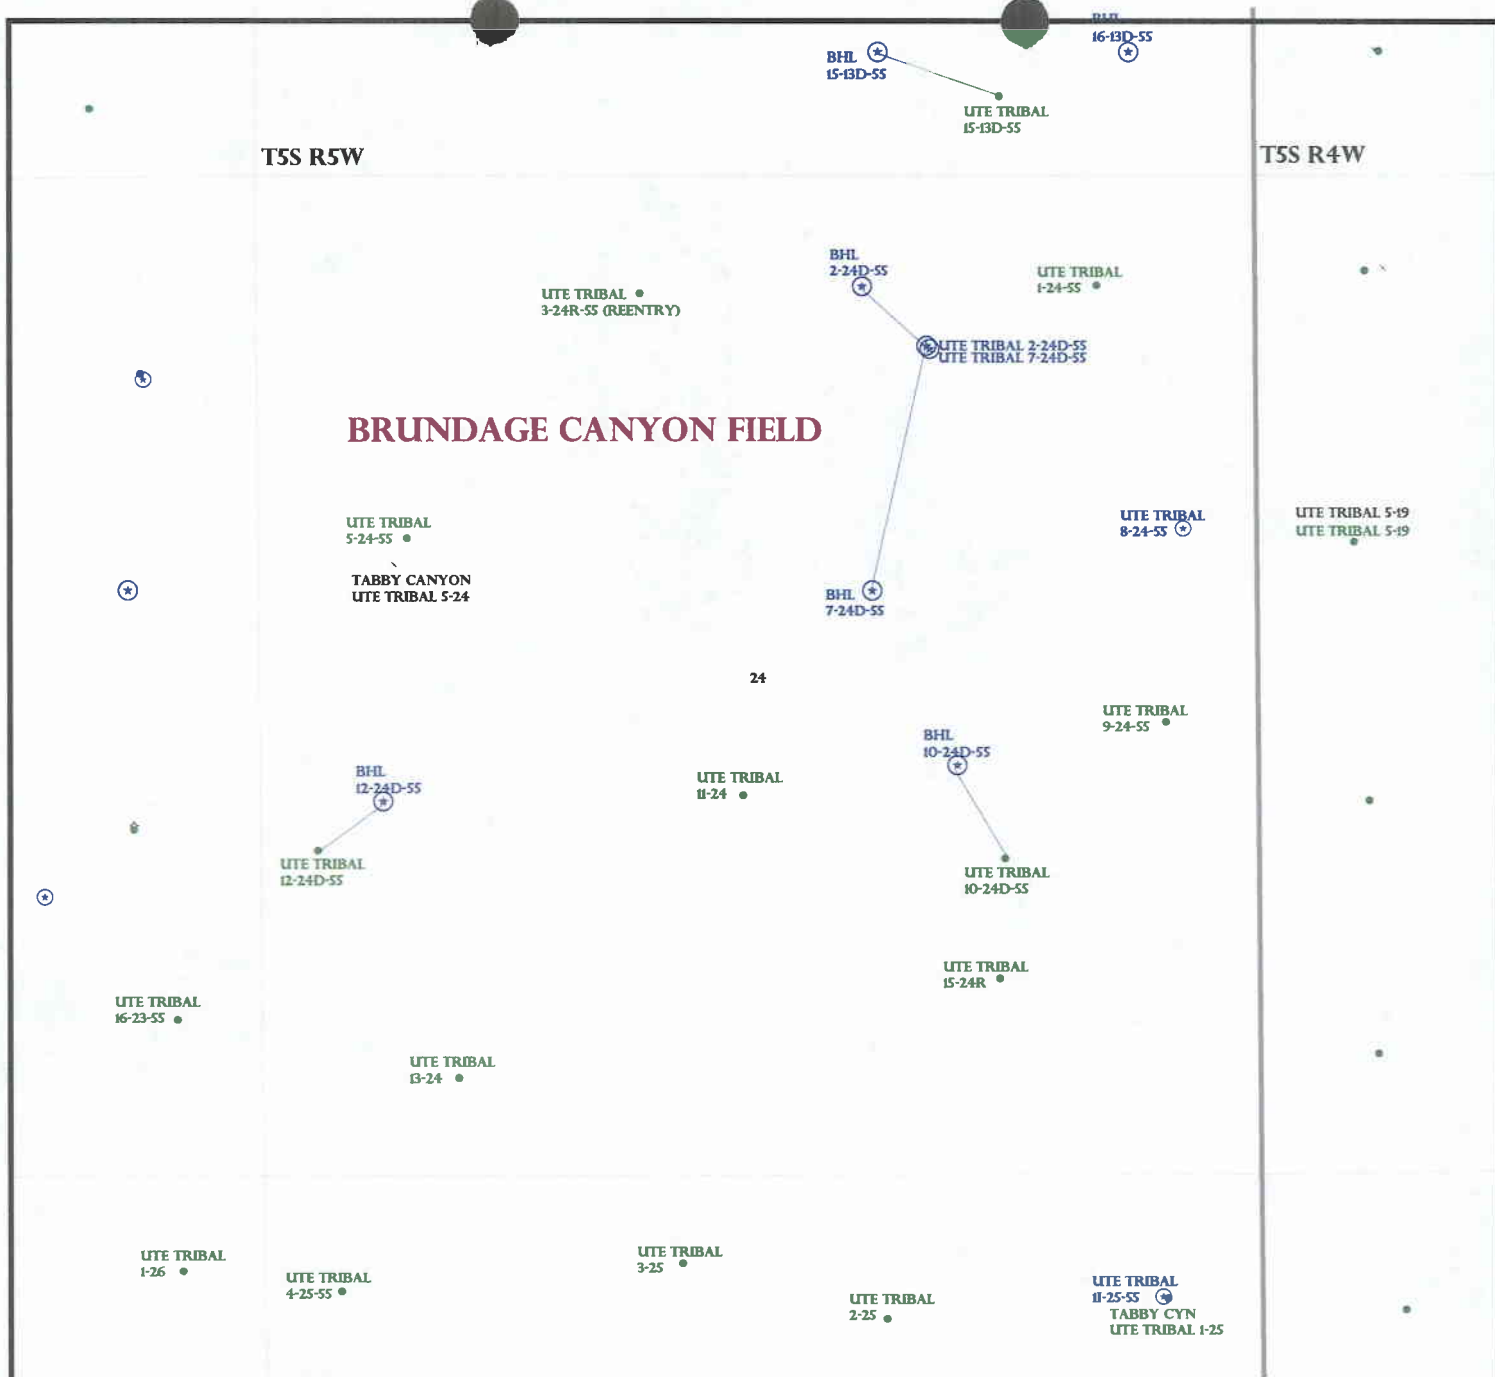 BHL
16-13D-55
BHL
15-13D-55
UTE TRIBAL
15-13D-55
T5S R5W
T5S R4W
BHL
2-24D-55
UTE TRIBAL
1-24-55
UTE TRIBAL
3-24R-55 (REENTRY)
UTE TRIBAL 2-24D-55
UTE TRIBAL 7-24D-55
BRUNDAGE CANYON FIELD
UTE TRIBAL
5-24-55
UTE TRIBAL
8-24-55
UTE TRIBAL 5-19
UTE TRIBAL 5-19
TABBY CANYON
UTE TRIBAL 5-24
BHL
7-24D-55
24
UTE TRIBAL
9-24-55
BHL
10-24D-55
BHL
12-24D-55
UTE TRIBAL
11-24
UTE TRIBAL
12-24D-55
UTE TRIBAL
10-24D-55
UTE TRIBAL
15-24R
UTE TRIBAL
16-23-55
UTE TRIBAL
13-24
UTE TRIBAL
1-26
UTE TRIBAL
4-25-55
UTE TRIBAL
3-25
UTE TRIBAL
2-25
UTE TRIBAL
11-25-55
TABBY CYN
UTE TRIBAL 1-25